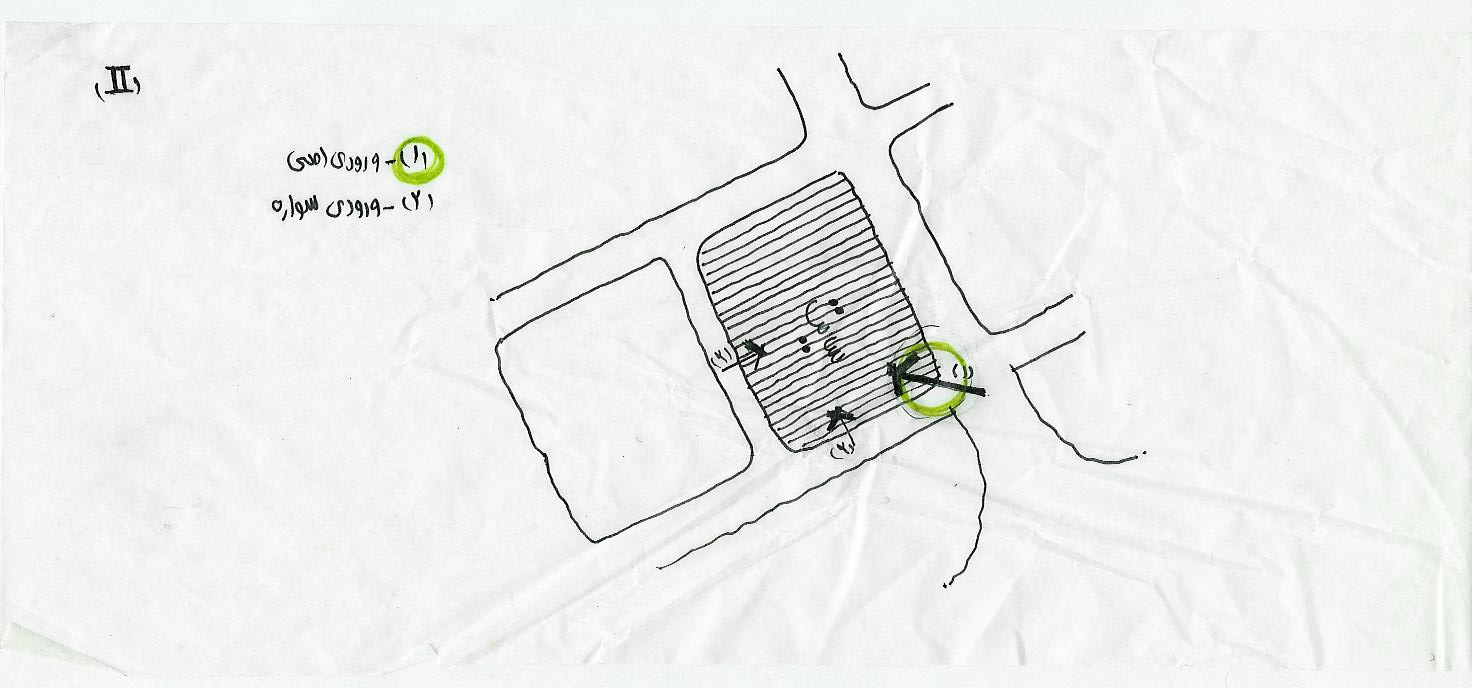 (II)
(۱)- ورودی اصلی
(۲)- ورودی سواره
سایت
(۲)
(۱)
(۲)